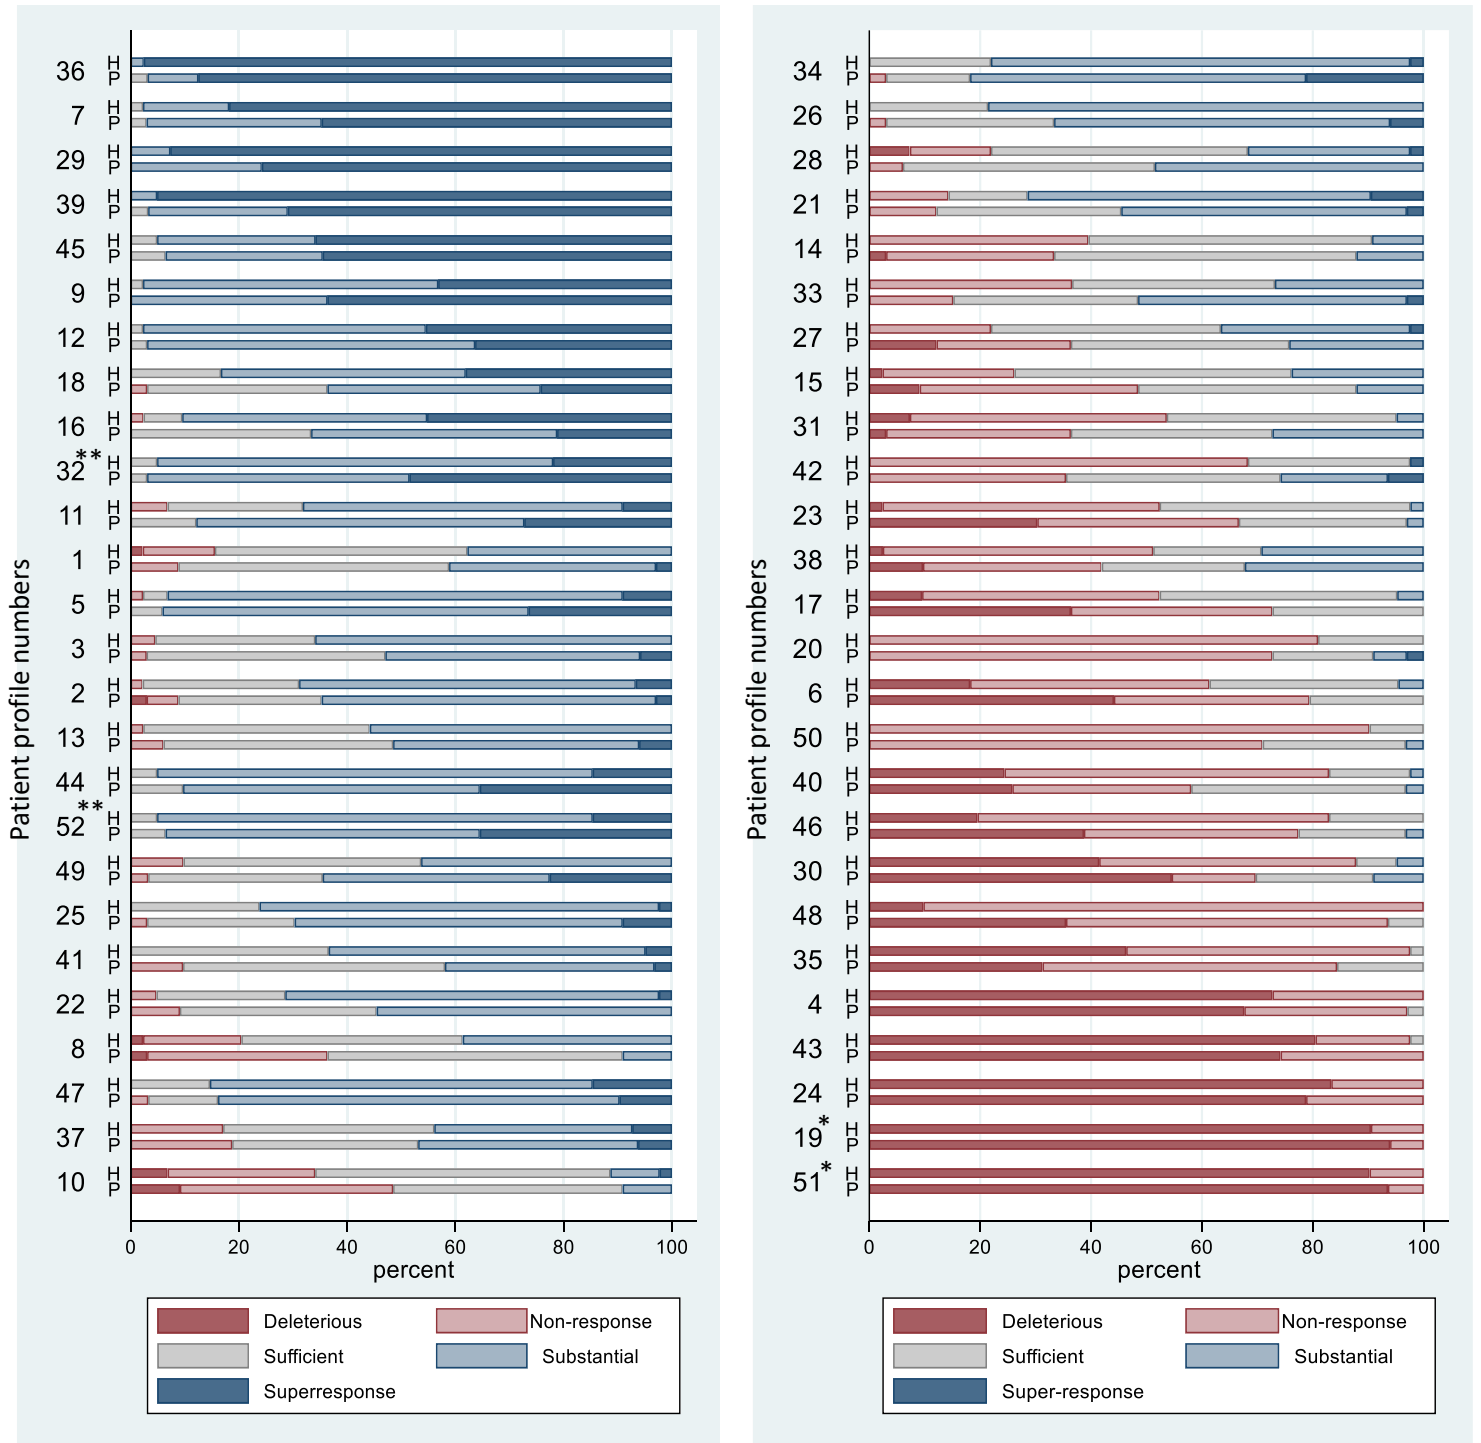 Patient profile numbers
36 H
P
7 H
P
29 H
P
39 H
P
45 H
P
9 H
P
12 H
P
18 H
P
16 H
P
32** H
P
11 H
P
1 H
P
5 H
P
3 H
P
2 H
P
13 H
P
44 H
P
52** H
P
49 H
P
25 H
P
41 H
P
22 H
P
8 H
P
47 H
P
37 H
P
10 H
P
0 20 40 60 80 100
percent
Deleterious Non-response
Sufficient Substantial
Superresponse
Patient profile numbers
34 H
P
26 H
P
28 H
P
21 H
P
14 H
P
33 H
P
27 H
P
15 H
P
31 H
P
42 H
P
23 H
P
38 H
P
17 H
P
20 H
P
6 H
P
50 H
P
40 H
P
46 H
P
30 H
P
48 H
P
35 H
P
4 H
P
43 H
P
24 H
P
19* H
P
51* H
P
0 20 40 60 80 100
percent
Deleterious Non-response
Sufficient Substantial
Super-response